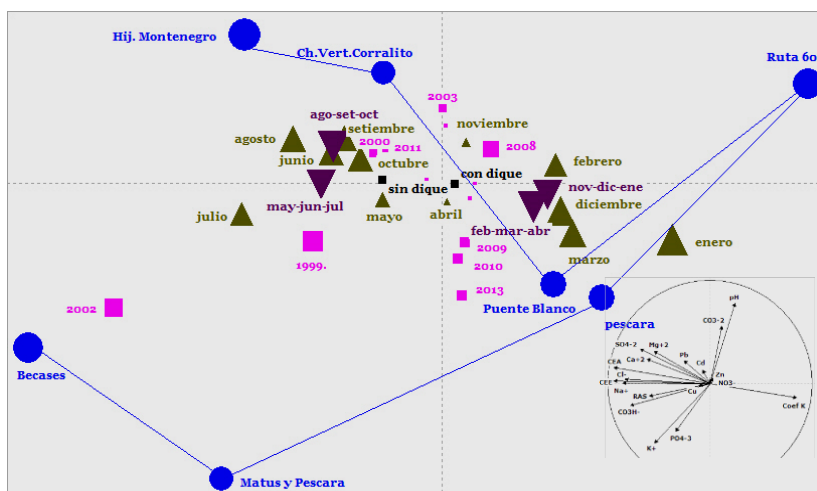 Hij. Montenegro
Ch.Vert.Corralito
Ruta 60
2003
ago-set-oct
setiembre
noviembre
agosto
2000
2011
2008
junio
octubre
febrero
con dique
sin dique
nov-dic-ene
may-jun-jul
mayo
abril
diciembre
julio
feb-mar-abr
enero
1999.
2009
marzo
2010
2013
2002
Puente Blanco
pescara
Becases
Matus y Pescara
pH
CO3-2
SO4-2
Mg+2
Pb
Ca+2
Cd
CEA
Cl-
Zn
CEE
NO3-
Na+
Cu
RAS
Coef K
CO3H-
PO4-3
K+